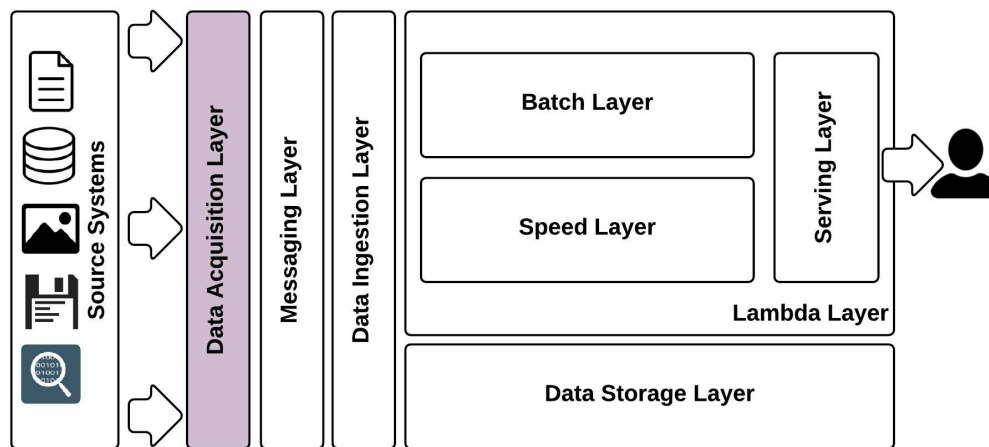 Source Systems
Data Acquisition Layer
Messaging Layer
Data Ingestion Layer
Batch Layer
Speed Layer
Serving Layer
Lambda Layer
Data Storage Layer